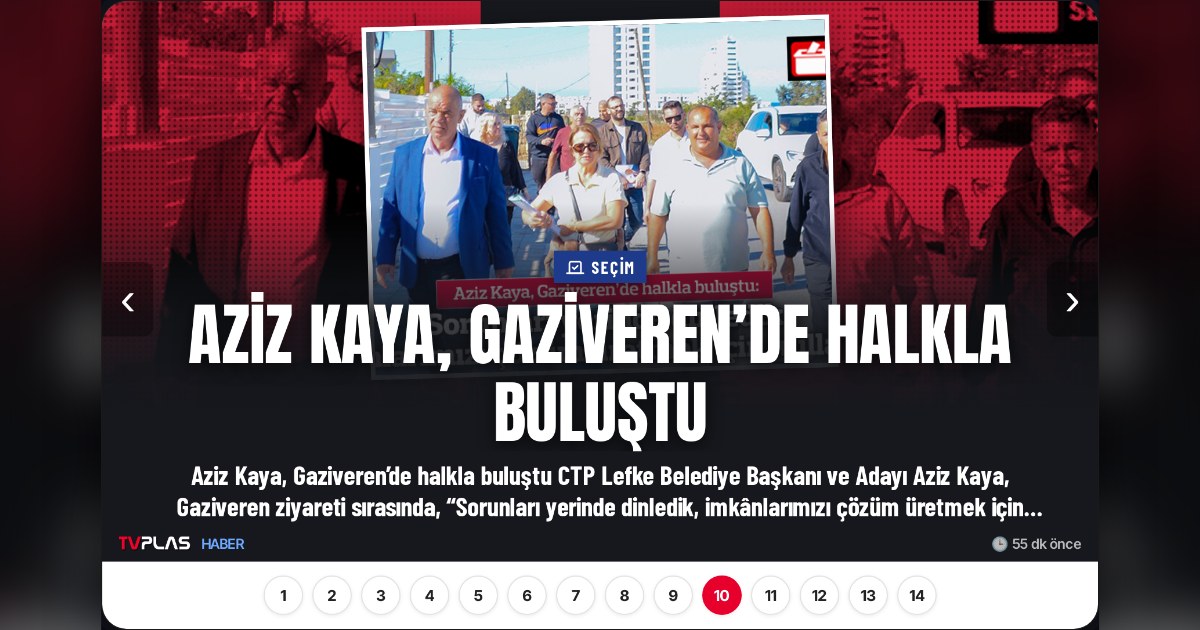 SEÇİM
Aziz Kaya, Gaziveren'de halkla buluştu:
AZİZ KAYA, GAZİVEREN’DE HALKLA
BULUŞTU
Aziz Kaya, Gaziveren’de halkla buluştu CTP Lefke Belediye Başkanı ve Adayı Aziz Kaya,
Gaziveren ziyareti sırasında, “Sorunları yerinde dinledik, imkânlarımızı çözüm üretmek için...
TVPLAS HABER
55 dk önce
1 2 3 4 5 6 7 8 9 10 11 12 13 14